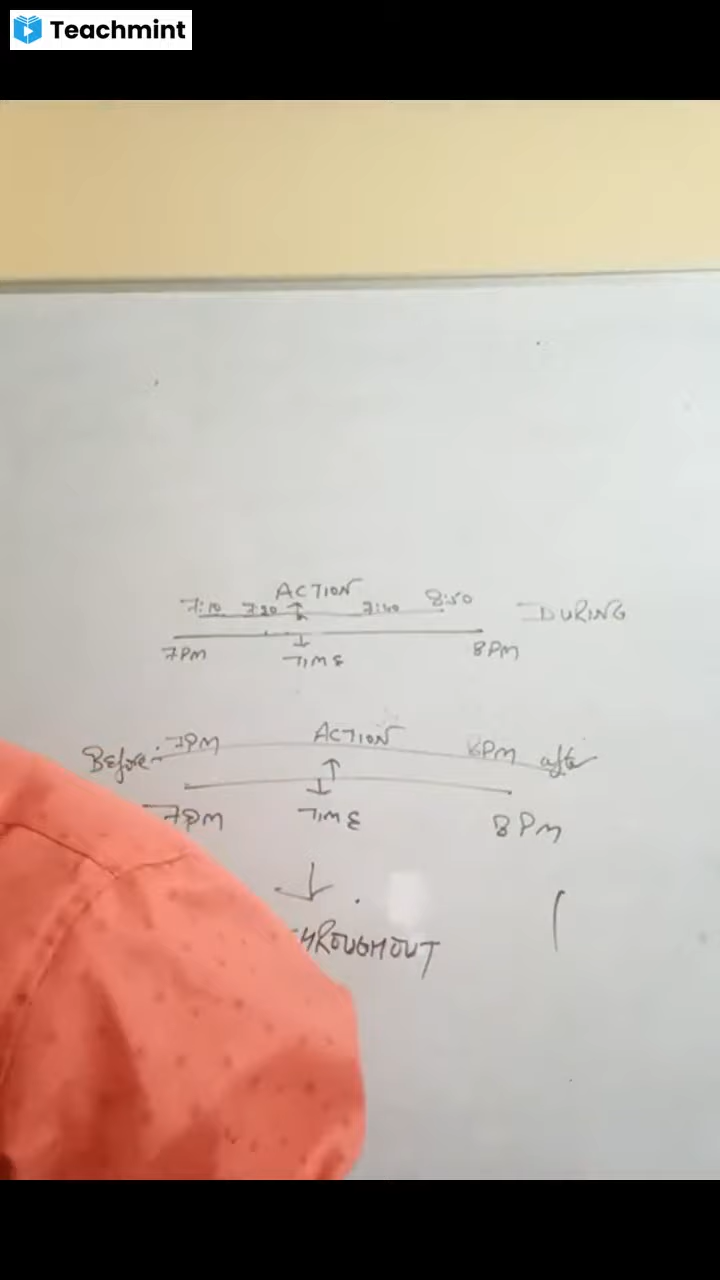 Teachmint
ACTION
7:10 7:20 7:40 8:50 DURING
7PM TIME 8PM
Before:- 7PM ACTION 8PM after
7PM TIME 8PM
THROUGHOUT